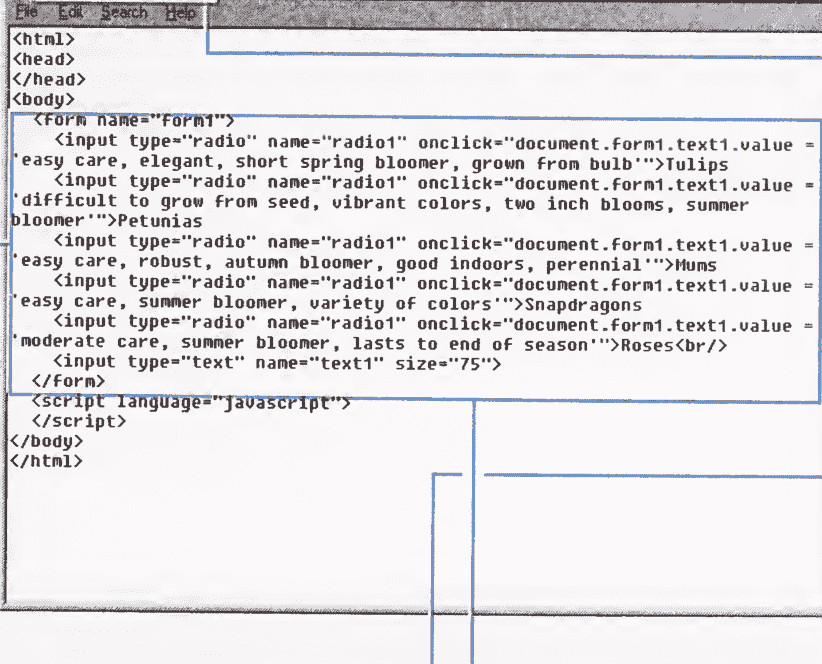 File Edit Search Help
<html>
<head>
</head>
<body>
<form name="form1">
<input type="radio" name="radio1" onclick="document.form1.text1.value =
'easy care, elegant, short spring bloomer, grown from bulb'">Tulips
<input type="radio" name="radio1" onclick="document.form1.text1.value =
'difficult to grow from seed, vibrant colors, two inch blooms, summer
bloomer'">Petunias
<input type="radio" name="radio1" onclick="document.form1.text1.value =
'easy care, robust, autumn bloomer, good indoors, perennial'">Mums
<input type="radio" name="radio1" onclick="document.form1.text1.value =
'easy care, summer bloomer, variety of colors'">Snapdragons
<input type="radio" name="radio1" onclick="document.form1.text1.value =
'moderate care, summer bloomer, lasts to end of season'">Roses<br/>
<input type="text" name="text1" size="75">
</form>
<script language="javascript">
</script>
</body>
</html>